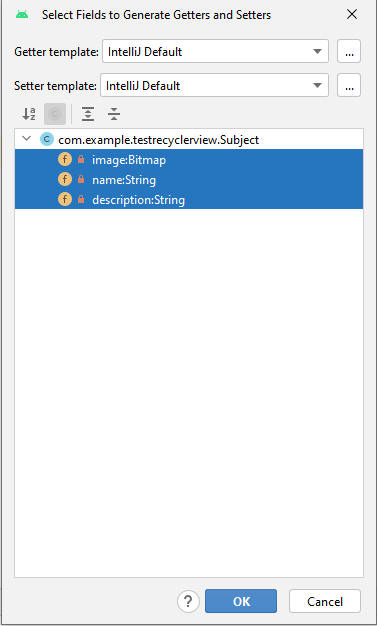 Select Fields to Generate Getters and Setters
Getter template: IntelliJ Default ...
Setter template: IntelliJ Default ...
com.example.testrecyclerview.Subject
image:Bitmap
name:String
description:String
? OK Cancel